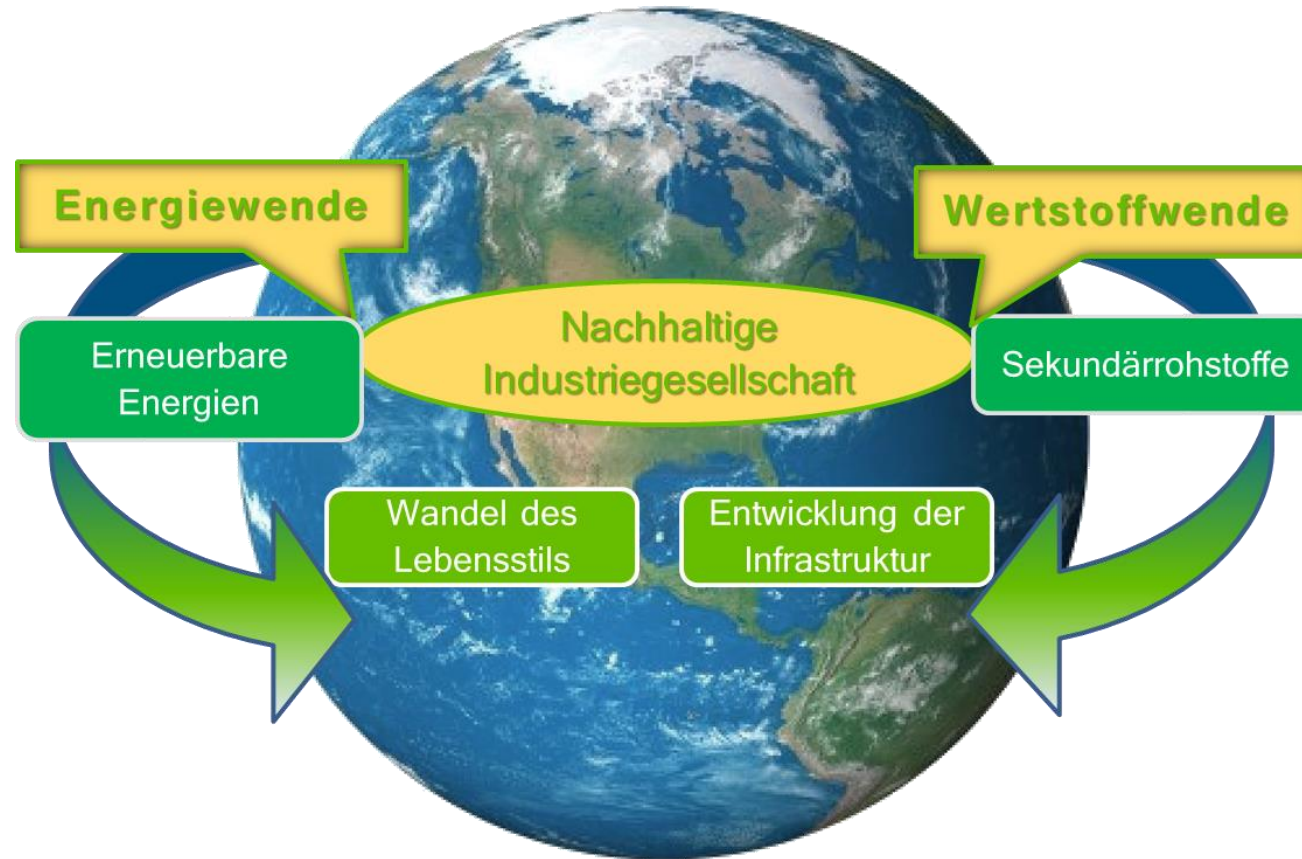 Energiewende
Wertstoffwende
Nachhaltige
Industriegesellschaft
Erneuerbare
Energien
Sekundärrohstoffe
Wandel des
Lebensstils
Entwicklung der
Infrastruktur